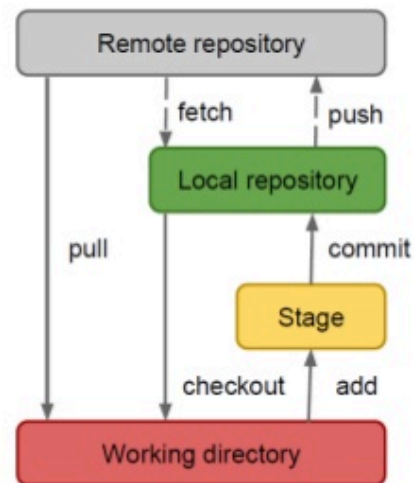 Remote repository
fetch
push
Local repository
pull
commit
Stage
checkout
add
Working directory